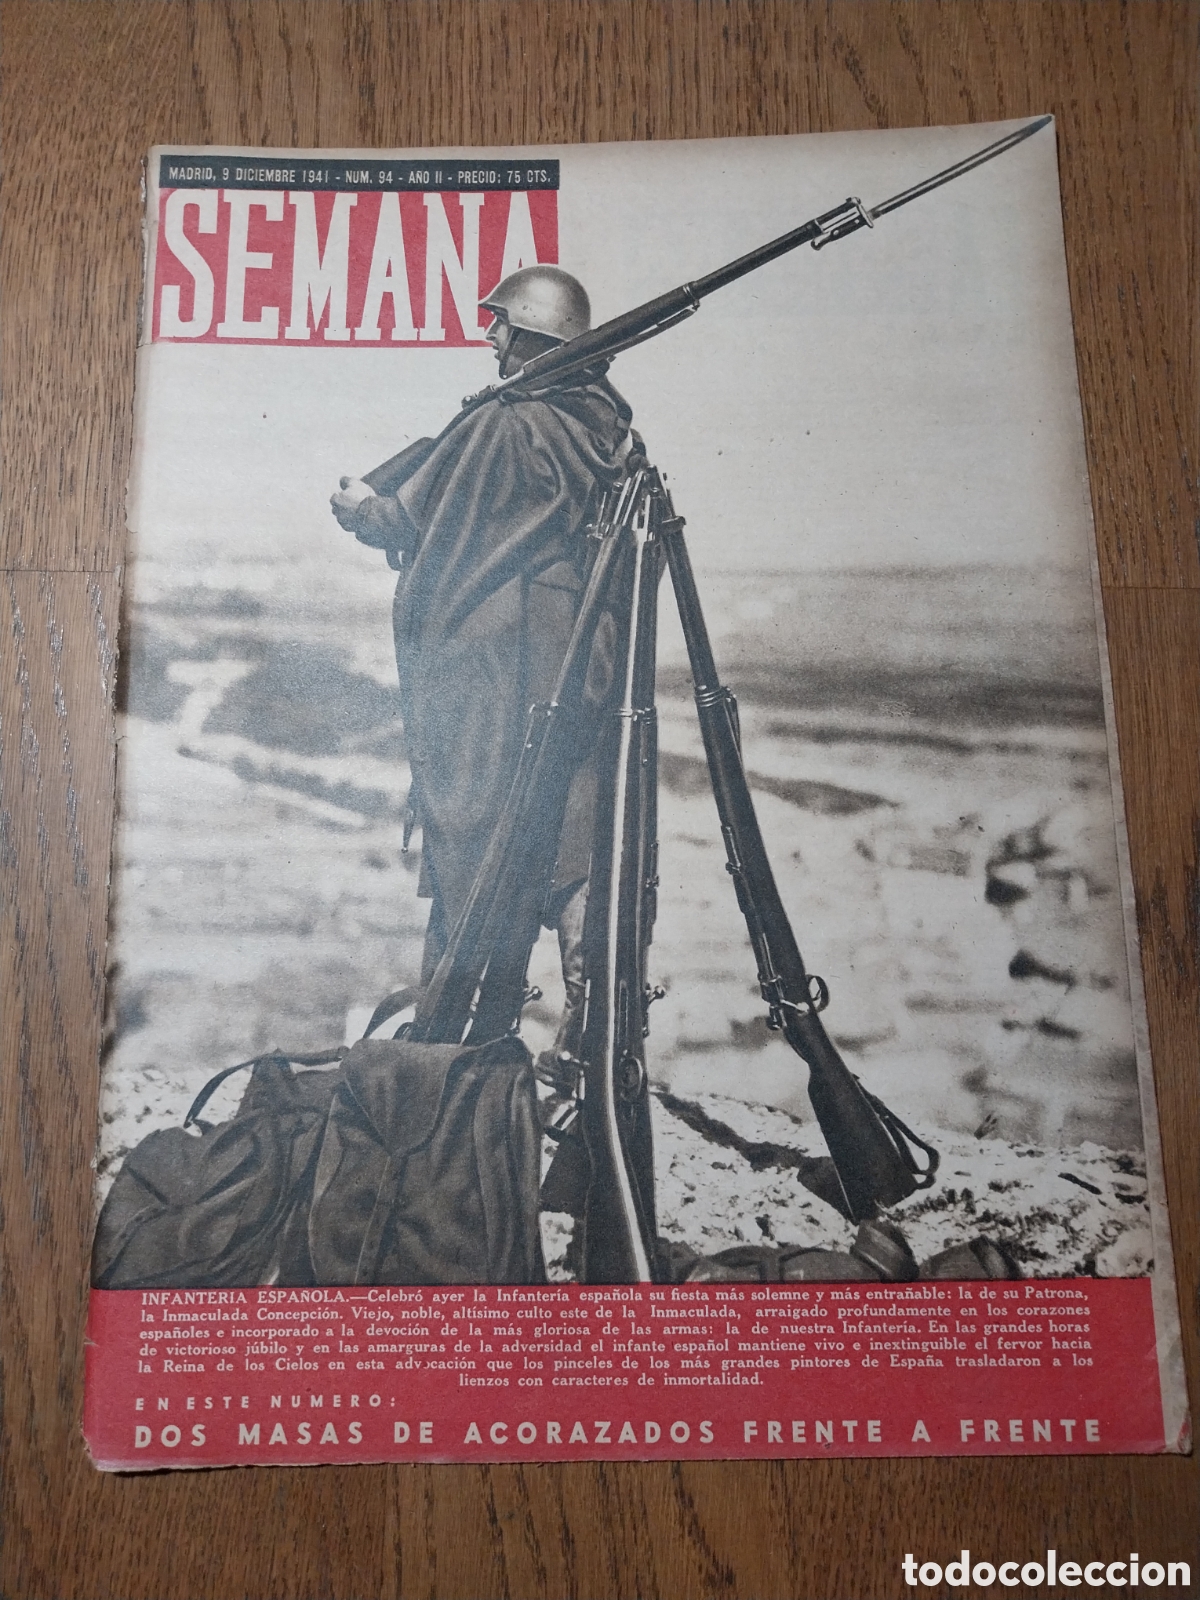 MADRID, 9 DICIEMBRE 1941 - NUM. 94 - AÑO II - PRECIO; 75 CTS.
SEMANA
INFANTERIA ESPAÑOLA.—Celebró ayer la Infantería española su fiesta más solemne y más entrañable: la de su Patrona,
la Inmaculada Concepción. Viejo, noble, altísimo culto este de la Inmaculada, arraigado profundamente en los corazones
españoles e incorporado a la devoción de la más gloriosa de las armas: la de nuestra Infantería. En las grandes horas
de victorioso júbilo y en las amarguras de la adversidad el infante español mantiene vivo e inextinguible el fervor hacia
la Reina de los Cielos en esta advocación que los pinceles de los más grandes pintores de España trasladaron a los
lienzos con caracteres de inmortalidad.
EN ESTE NUMERO:
DOS MASAS DE ACORAZADOS FRENTE A FRENTE
todocoleccion